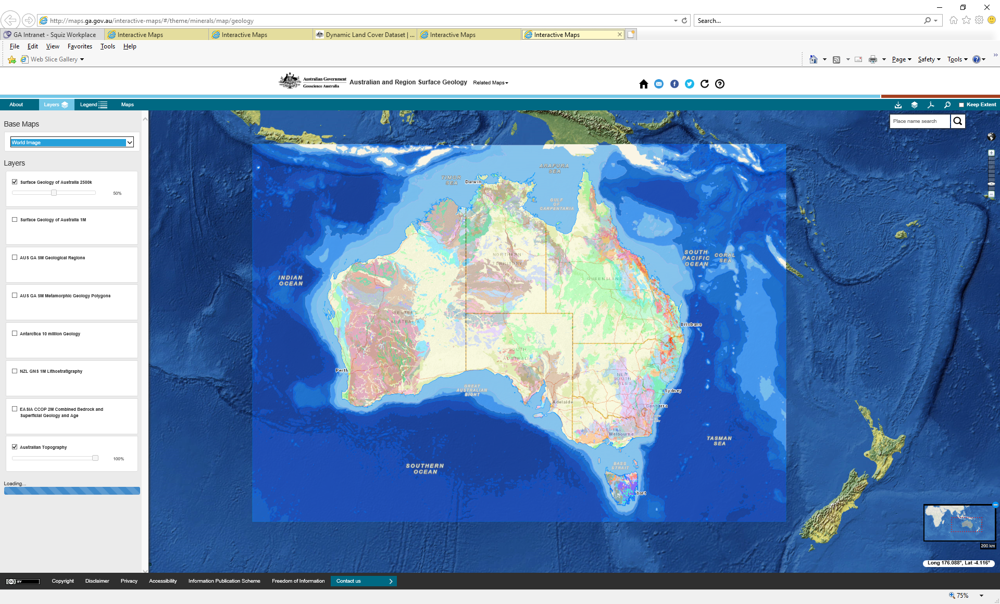 http://maps.ga.gov.au/interactive-maps/#/theme/minerals/map/geology
Search...
GA Intranet - Squiz Workplace
Interactive Maps
Interactive Maps
Dynamic Land Cover Dataset | ...
Interactive Maps
Interactive Maps
File Edit View Favorites Tools Help
Web Slice Gallery
Page Safety Tools
Australian Government
Geoscience Australia
Australian and Region Surface Geology
Related Maps
About
Layers
Legend
Maps
Keep Extent
Base Maps
World Image
Layers
Surface Geology of Australia 2500k
50%
Surface Geology of Australia 1M
AUS GA 5M Geological Regions
AUS GA 5M Metamorphic Geology Polygons
Antarctica 10 million Geology
NZL GNS 1M Lithostratigraphy
EASIA CCOP 2M Combined Bedrock and
Superficial Geology and Age
Australian Topography
100%
Loading...
Place name search
ARAFURA
SEA
TIMOR
SEA
Darwin
GULF
OF
CARPENTARIA
INDIAN
OCEAN
NORTHERN
TERRITORY
SOUTH
PACIFIC
OCEAN
CORAL
SEA
QUEENSLAND
WESTERN
AUSTRALIA
Brisbane
SOUTH
AUSTRALIA
Perth
NEW
SOUTH
WALES
GREAT
AUSTRALIAN
BIGHT
Sydney
Adelaide
Canberra
VICTORIA
Melbourne
TASMAN
SEA
SOUTHERN
OCEAN
BASS
STRAIT
bart
200 km
Long 176.088°, Lat -4.116°
cc BY
Copyright
Disclaimer
Privacy
Accessibility
Information Publication Scheme
Freedom of Information
Contact us
75%